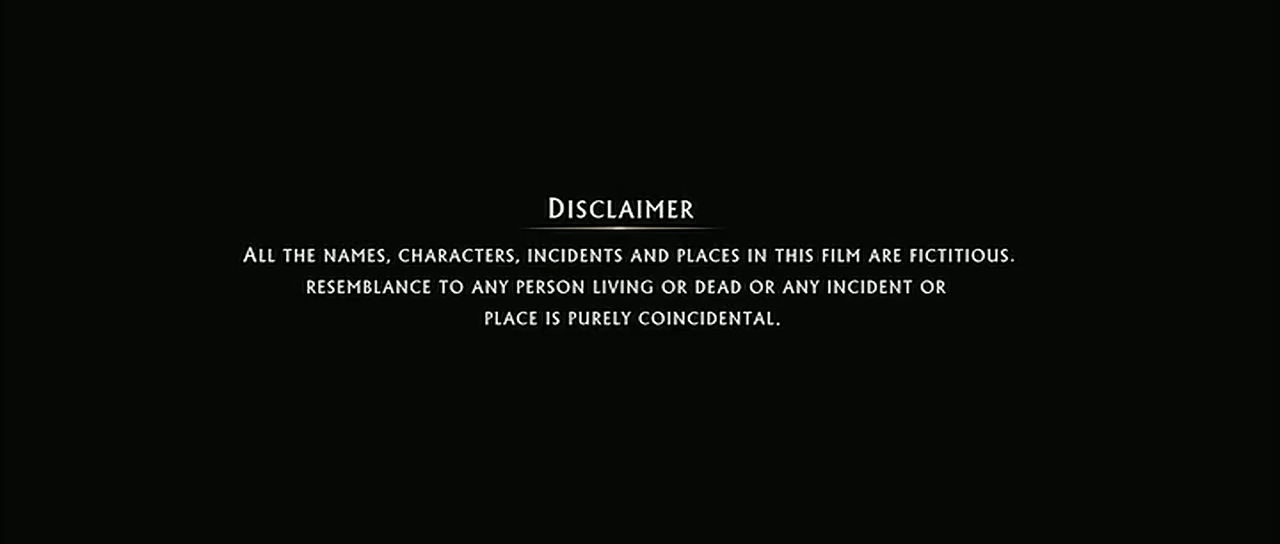 DISCLAIMER
ALL THE NAMES, CHARACTERS, INCIDENTS AND PLACES IN THIS FILM ARE FICTITIOUS.
RESEMBLANCE TO ANY PERSON LIVING OR DEAD OR ANY INCIDENT OR
PLACE IS PURELY COINCIDENTAL.